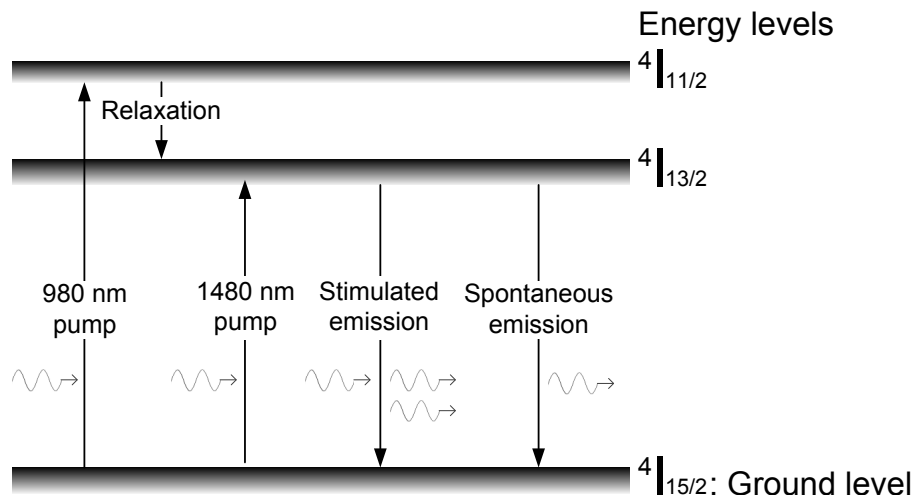 Energy levels
4I11/2
Relaxation
4I13/2
980 nm
pump
1480 nm
pump
Stimulated
emission
Spontaneous
emission
4I15/2: Ground level